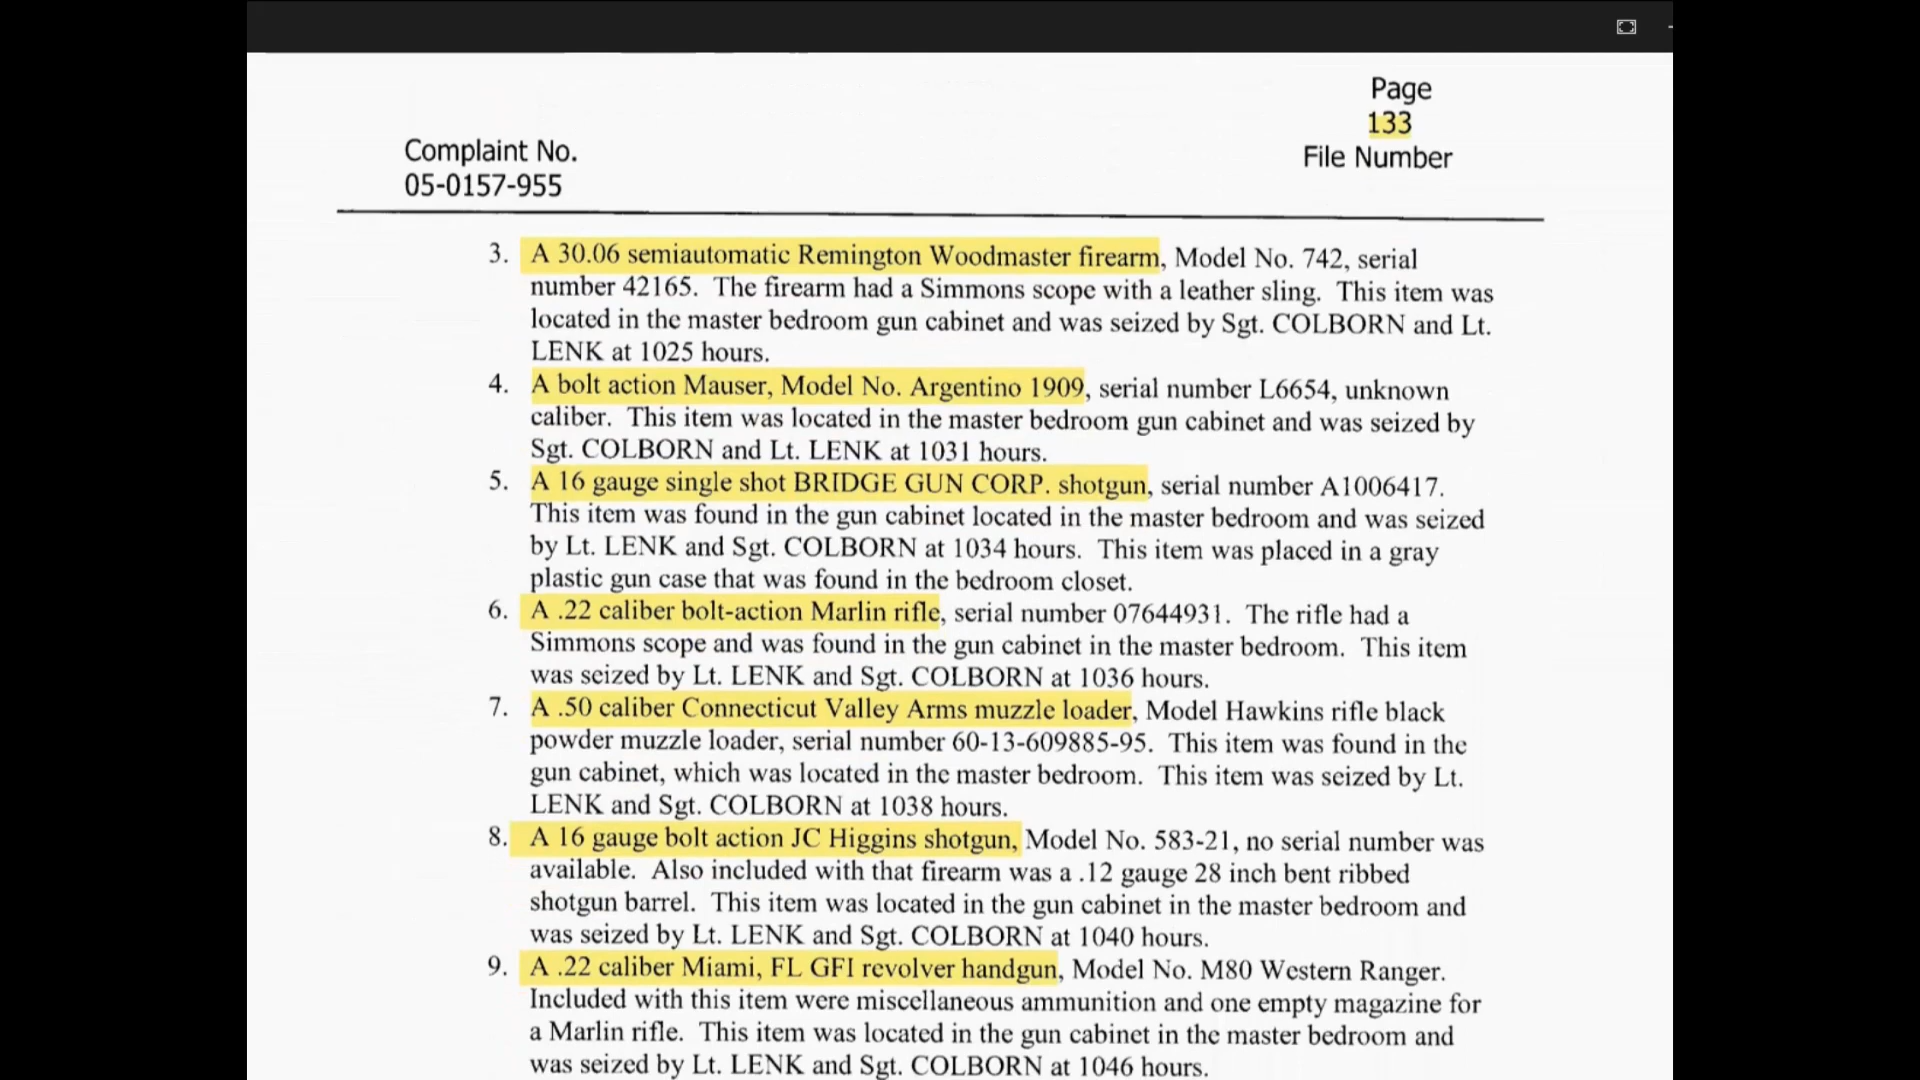 Page
133
Complaint No.
File Number
05-0157-955
3. A 30.06 semiautomatic Remington Woodmaster firearm, Model No. 742, serial
number 42165. The firearm had a Simmons scope with a leather sling. This item was
located in the master bedroom gun cabinet and was seized by Sgt. COLBORN and Lt.
LENK at 1025 hours.
4. A bolt action Mauser, Model No. Argentino 1909, serial number L6654, unknown
caliber. This item was located in the master bedroom gun cabinet and was seized by
Sgt. COLBORN and Lt. LENK at 1031 hours.
5. A 16 gauge single shot BRIDGE GUN CORP. shotgun, serial number A1006417.
This item was found in the gun cabinet located in the master bedroom and was seized
by Lt. LENK and Sgt. COLBORN at 1034 hours. This item was placed in a gray
plastic gun case that was found in the bedroom closet.
6. A .22 caliber bolt-action Marlin rifle, serial number 07644931. The rifle had a
Simmons scope and was found in the gun cabinet in the master bedroom. This item
was seized by Lt. LENK and Sgt. COLBORN at 1036 hours.
7. A .50 caliber Connecticut Valley Arms muzzle loader, Model Hawkins rifle black
powder muzzle loader, serial number 60-13-609885-95. This item was found in the
gun cabinet, which was located in the master bedroom. This item was seized by Lt.
LENK and Sgt. COLBORN at 1038 hours.
8. A 16 gauge bolt action JC Higgins shotgun, Model No. 583-21, no serial number was
available. Also included with that firearm was a .12 gauge 28 inch bent ribbed
shotgun barrel. This item was located in the gun cabinet in the master bedroom and
was seized by Lt. LENK and Sgt. COLBORN at 1040 hours.
9. A .22 caliber Miami, FL GFI revolver handgun, Model No. M80 Western Ranger.
Included with this item were miscellaneous ammunition and one empty magazine for
a Marlin rifle. This item was located in the gun cabinet in the master bedroom and
was seized by Lt. LENK and Sgt. COLBORN at 1046 hours.